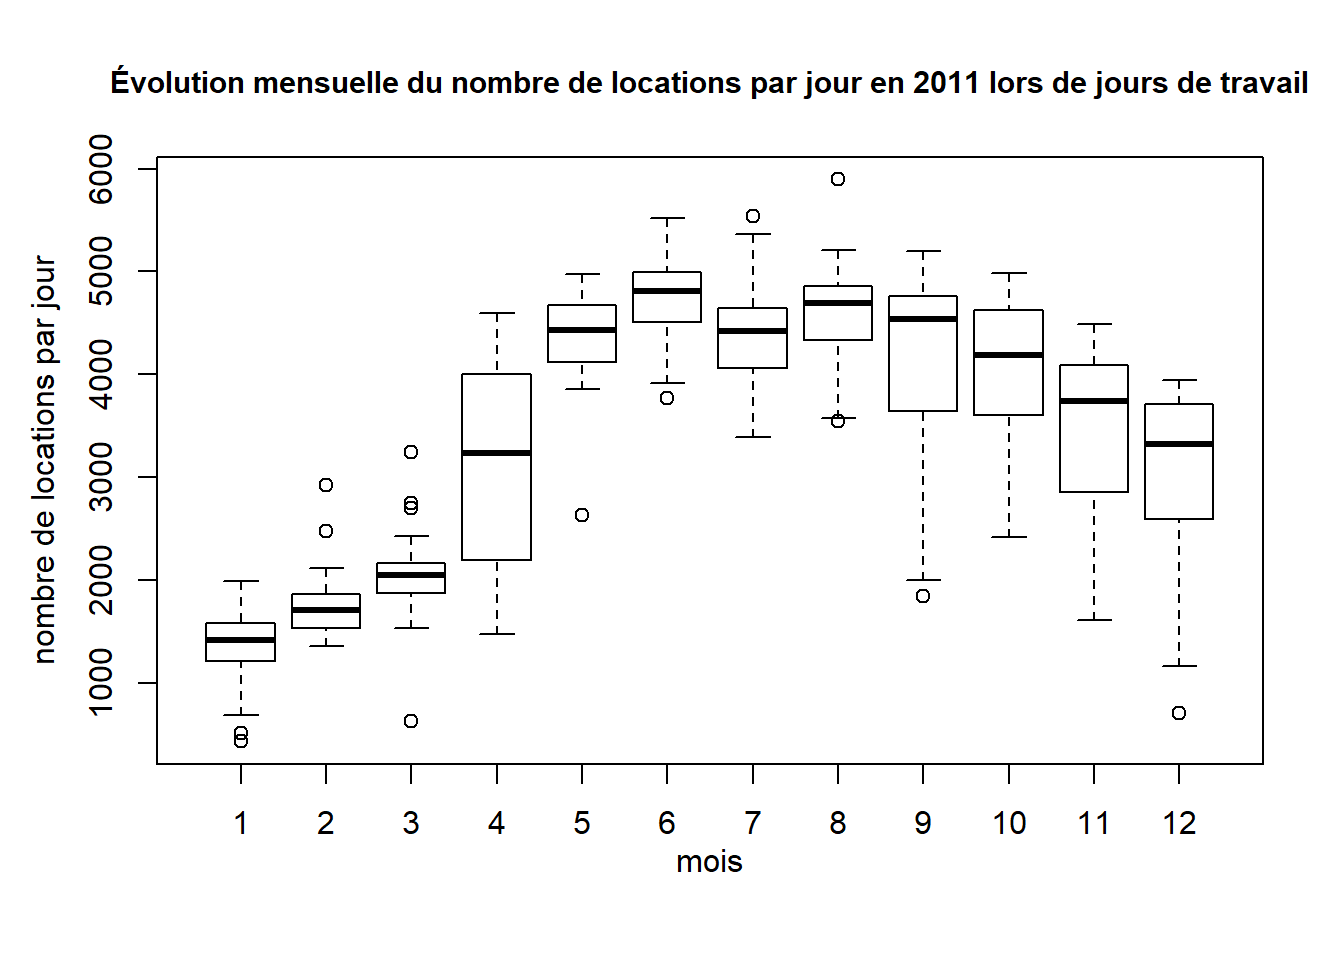 Évolution mensuelle du nombre de locations par jour en 2011 lors de jours de travail
nombre de locations par jour
6000
5000
4000
3000
2000
1000
1 2 3 4 5 6 7 8 9 10 11 12
mois